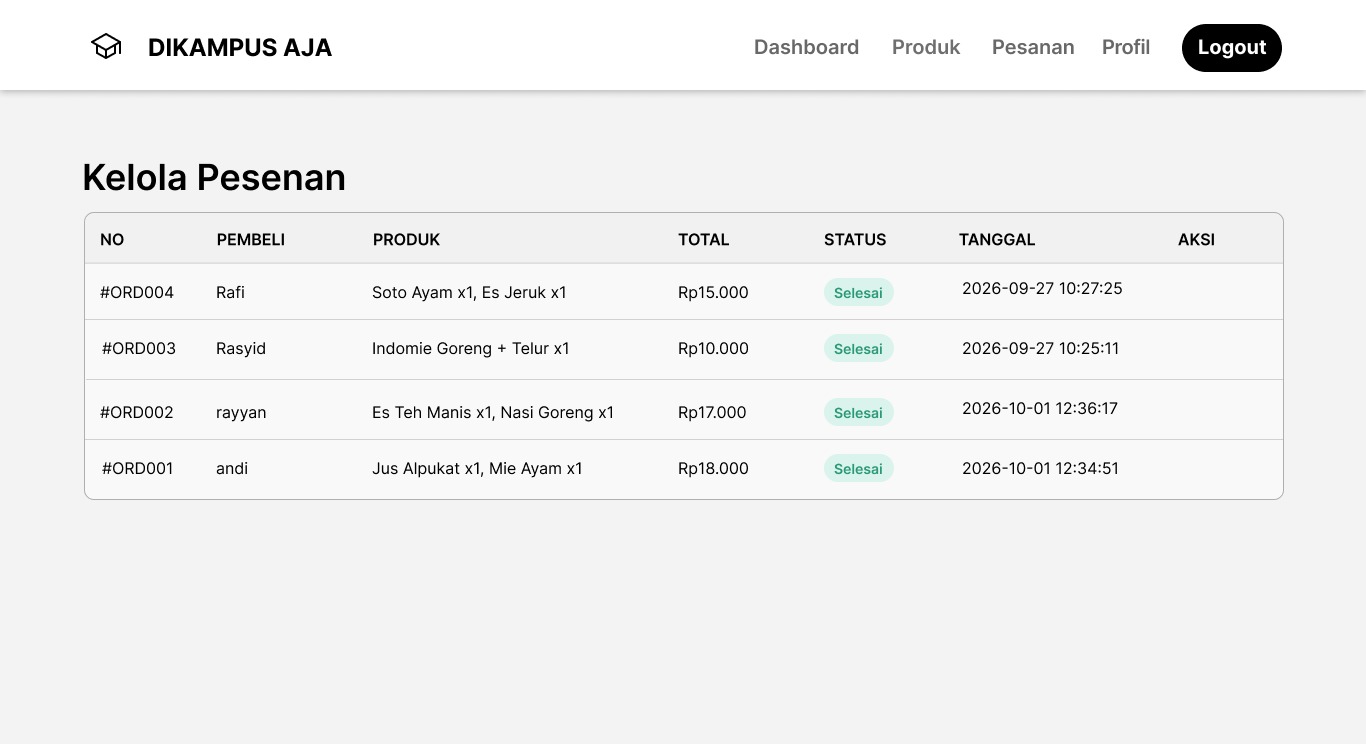 DIKAMPUS AJA Dashboard Produk Pesanan Profil Logout
Kelola Pesenan
NO PEMBELI PRODUK TOTAL STATUS TANGGAL AKSI
#ORD004 Rafi Soto Ayam x1, Es Jeruk x1 Rp15.000 Selesai 2026-09-27 10:27:25
#ORD003 Rasyid Indomie Goreng + Telur x1 Rp10.000 Selesai 2026-09-27 10:25:11
#ORD002 rayyan Es Teh Manis x1, Nasi Goreng x1 Rp17.000 Selesai 2026-10-01 12:36:17
#ORD001 andi Jus Alpukat x1, Mie Ayam x1 Rp18.000 Selesai 2026-10-01 12:34:51